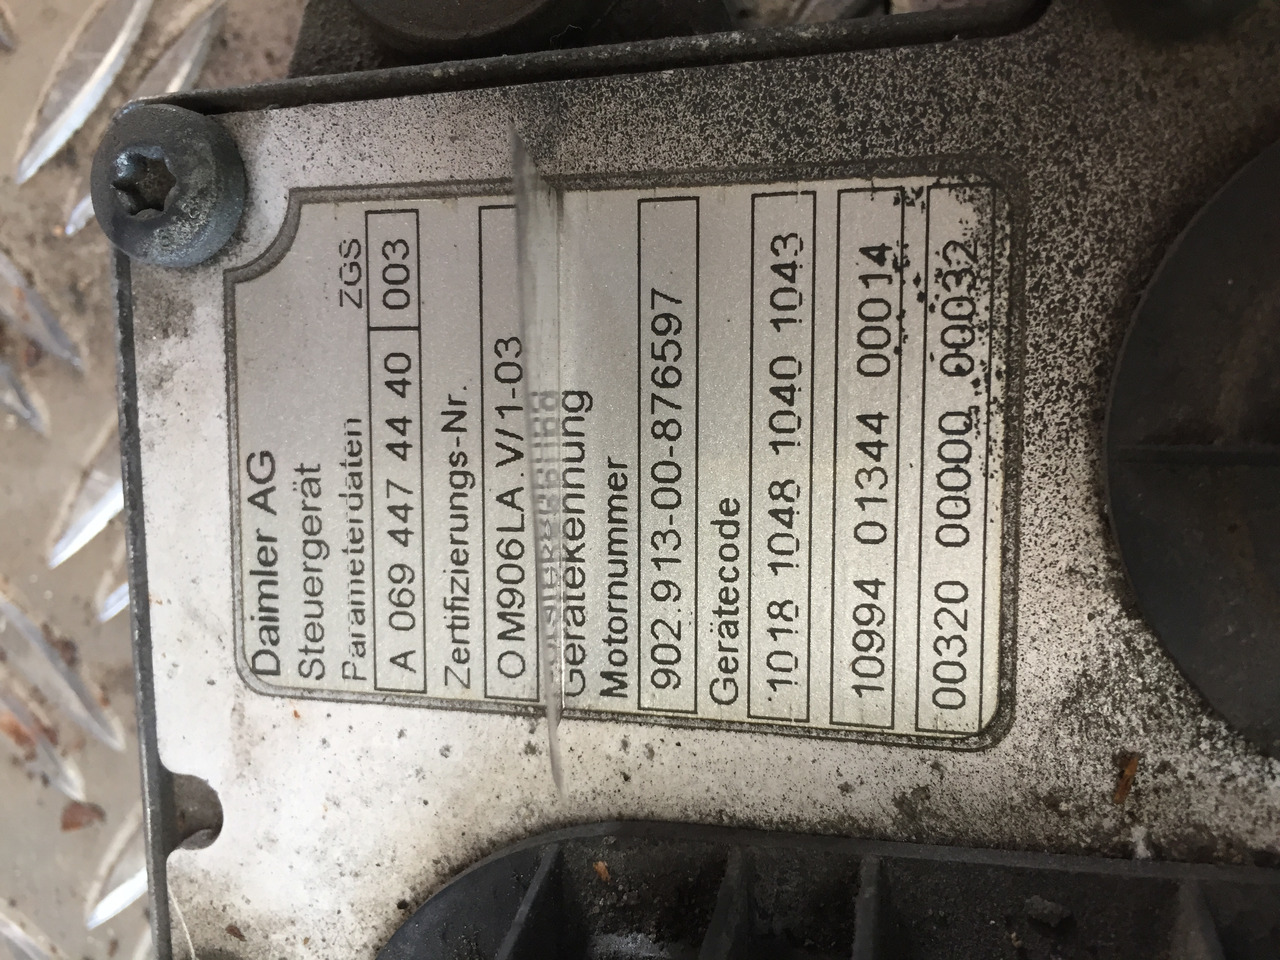 Daimler AG
Steuergerät
Parameterdaten ZGS
A 069 447 44 40 003
Zertifizierungs-Nr.
OM906LA.V/1-03
Gerätekennung
Motornummer
902.913-00-876597
Gerätecode
1018 1048 1040 1043
10994 01344 00014
00320 00000 00032